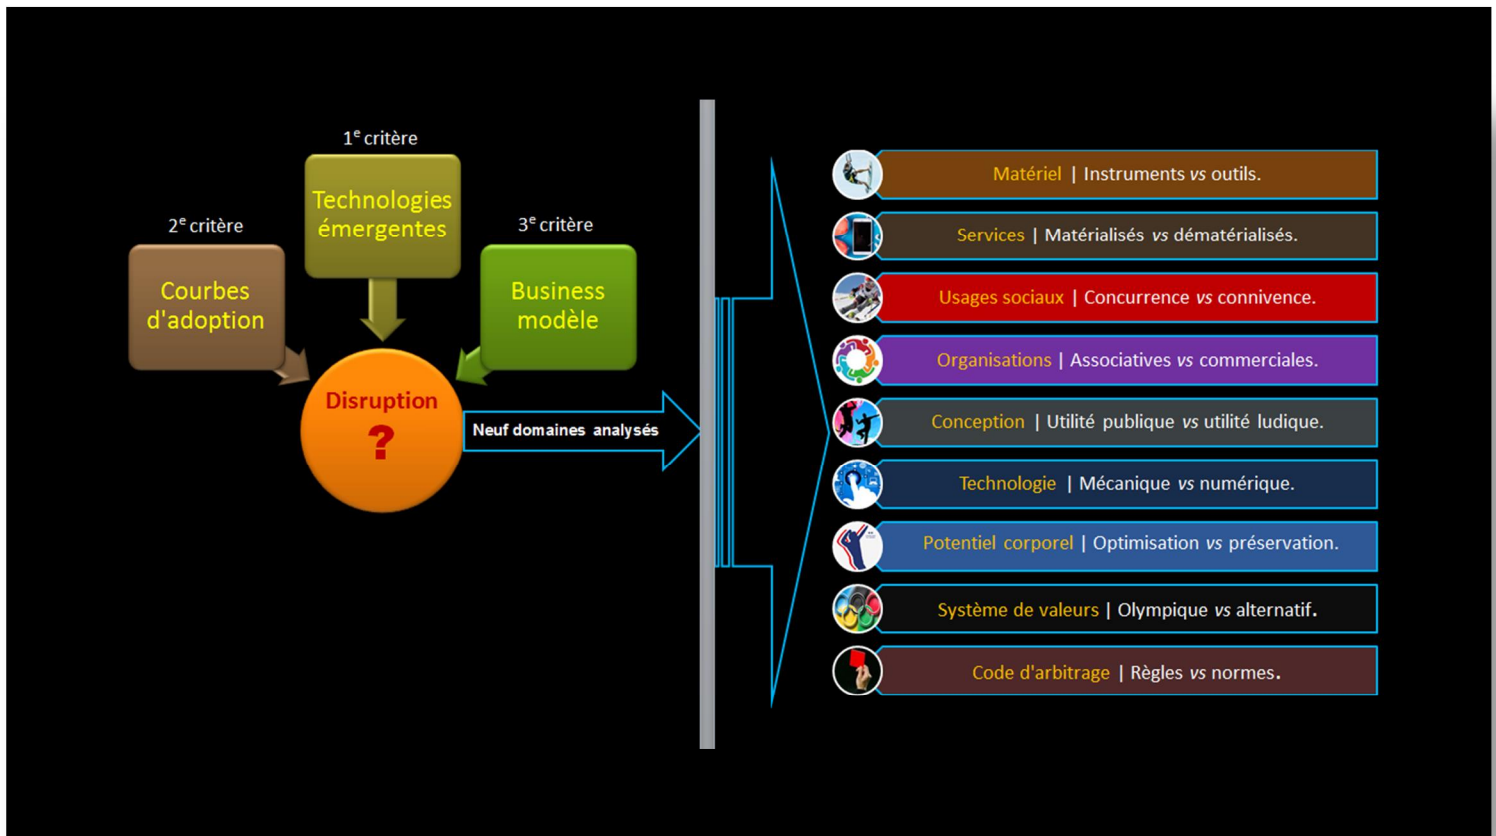 1e critère
Technologies
émergentes
2e critère
Courbes
d'adoption
3e critère
Business
modèle
Disruption
?
Neuf domaines analysés
Matériel | Instruments vs outils.
Services | Matérialisés vs dématérialisés.
Usages sociaux | Concurrence vs connivence.
Organisations | Associatives vs commerciales.
Conception | Utilité publique vs utilité ludique.
Technologie | Mécanique vs numérique.
Potentiel corporel | Optimisation vs préservation.
Système de valeurs | Olympique vs alternatif.
Code d'arbitrage | Règles vs normes.